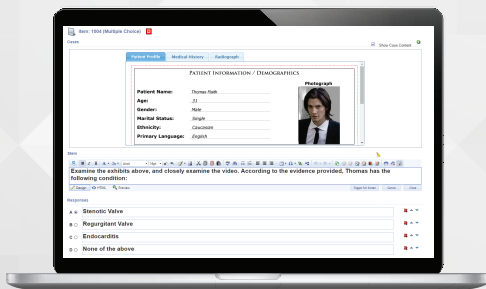 Item: 1004 (Multiple Choice)
Cases
Show Case Content
Patient Profile Medical History Radiograph
PATIENT INFORMATION / DEMOGRAPHICS
Photograph
Patient Name: Thomas
Age: 31
Gender: Male
Marital Status: Single
Ethnicity: Caucasian
Primary Language: English
Stem
Examine the exhibits above, and closely examine the video. According to the evidence provided, Thomas has the
following condition:
Design HTML Preview
Responses
A Stenotic Valve
B Regurgitant Valve
C Endocarditis
D None of the above